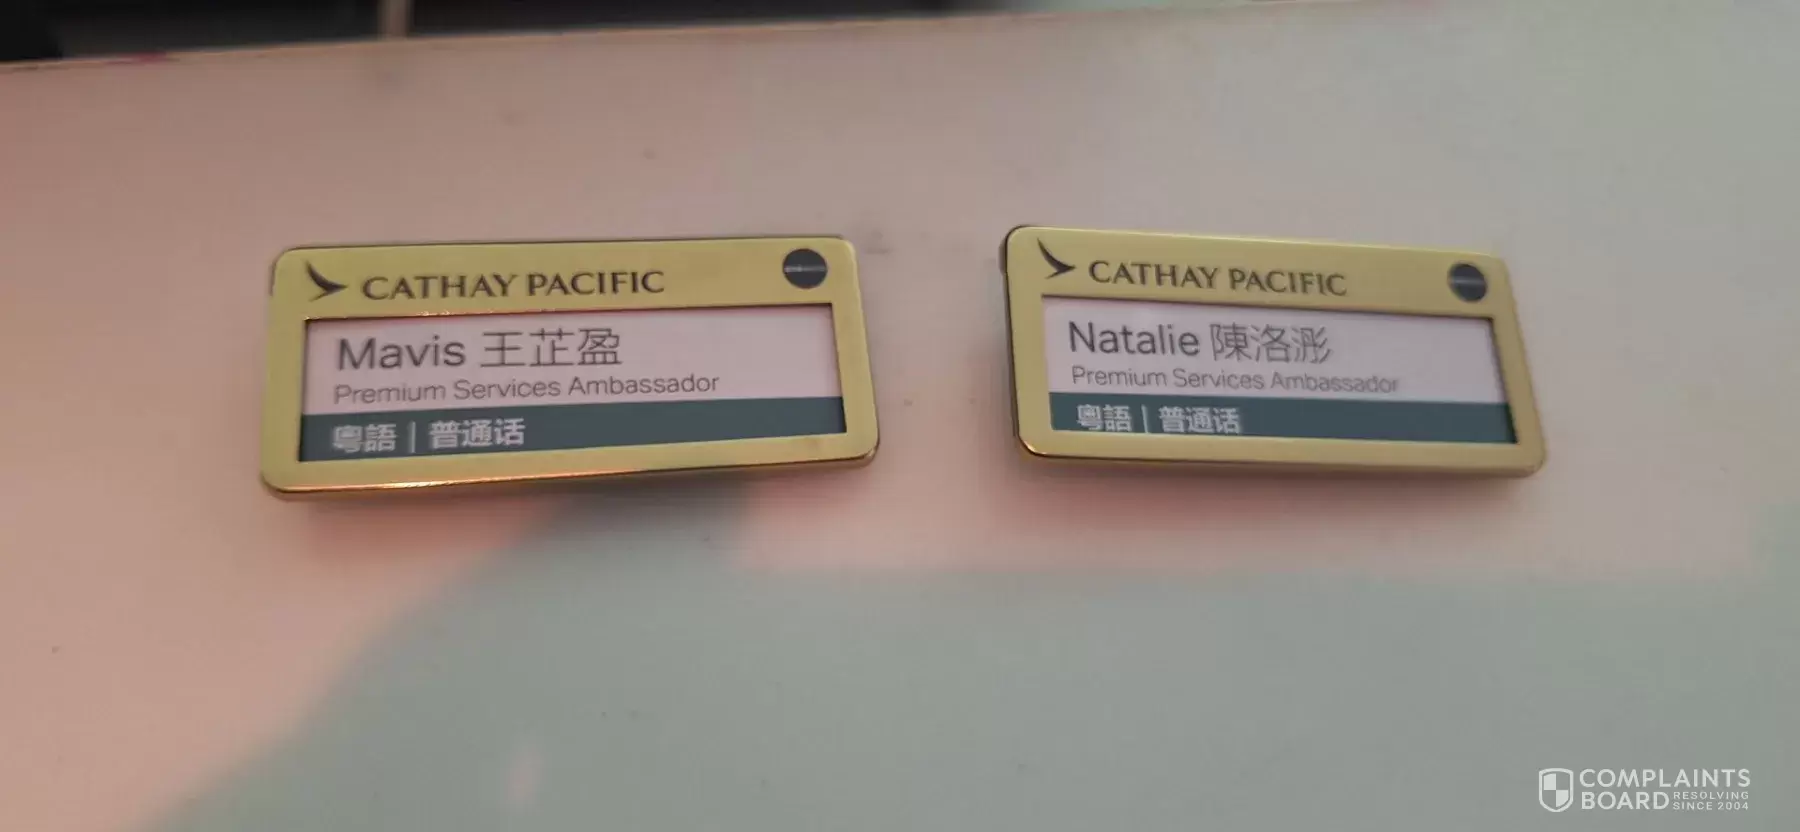 CATHAY PACIFIC
Mavis 王芷盈
Premium Services Ambassador
粵語 | 普通话
CATHAY PACIFIC
Natalie 陳洛浵
Premium Services Ambassador
粵語 | 普通话
COMPLAINTS
BOARD RESOLVING
SINCE 2004